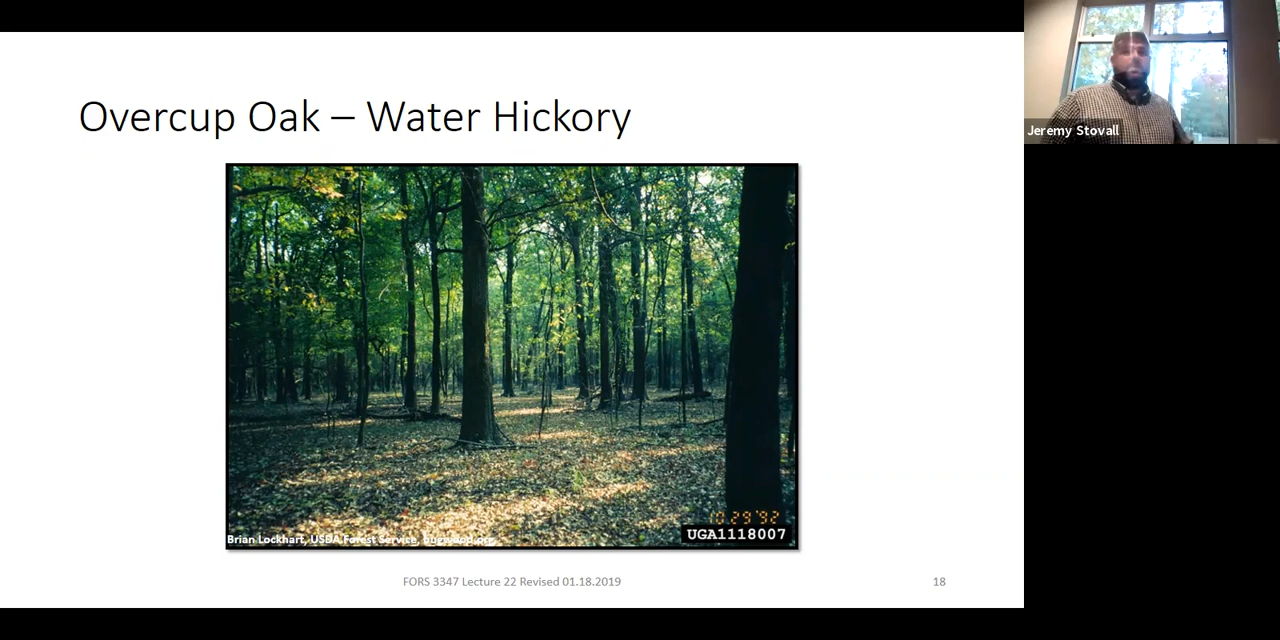 Overcup Oak – Water Hickory
Jeremy Stovall
10.29'92
UGA1118007
Brian Lockhart, USDA Forest Service, bugwood.org
FORS 3347 Lecture 22 Revised 01.18.2019
18